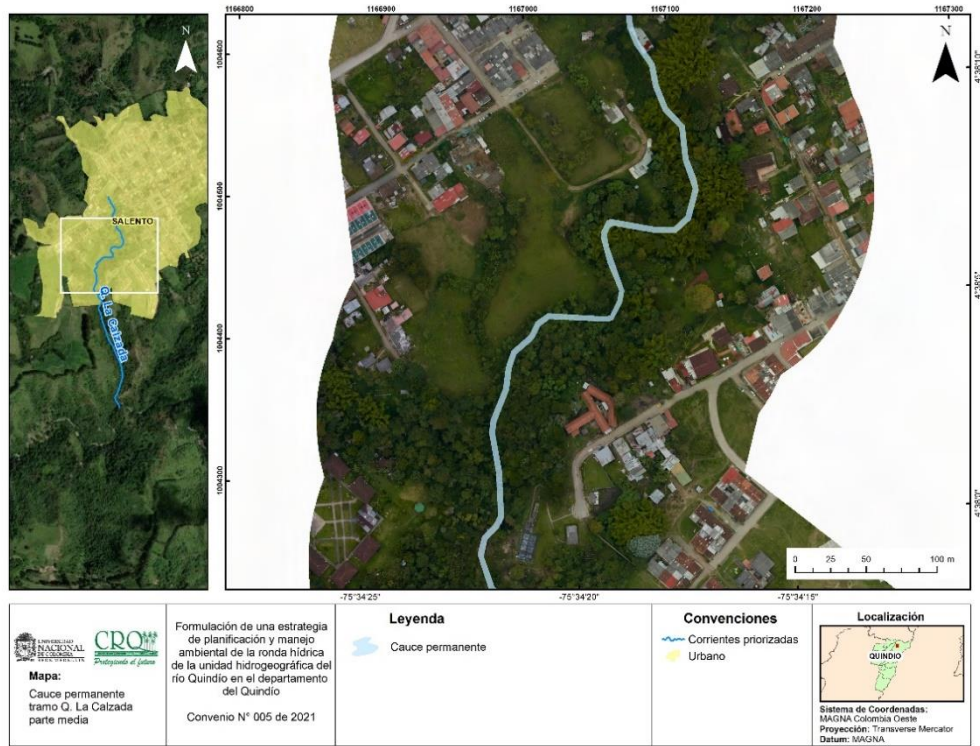 1166800
1166900
1167000
1167100
1167200
1167300
N
N
1004600
1004500
1004400
1004300
4°38'10"
4°38'5"
4°38'0"
SALENTO
Q. La Calzada
0 25 50 100 m
-75°34'25"
-75°34'20"
-75°34'15"
UNIVERSIDAD
NACIONAL
DE COLOMBIA
CRQ
Protegiendo el futuro
Mapa:
Cauce permanente
tramo Q. La Calzada
parte media
Formulación de una estrategia
de planificación y manejo
ambiental de la ronda hídrica
de la unidad hidrogeográfica del
río Quindío en el departamento
del Quindío
Convenio N° 005 de 2021
Leyenda
Cauce permanente
Convenciones
Corrientes priorizadas
Urbano
Localización
QUINDÍO
Sistema de Coordenadas:
MAGNA Colombia Oeste
Proyección: Transverse Mercator
Datum: MAGNA